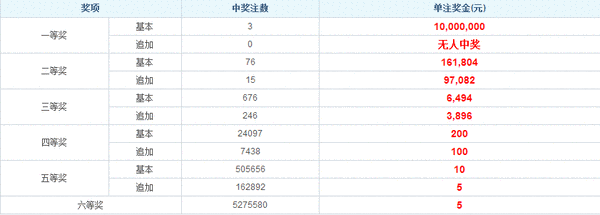 奖项 中奖注数 单注奖金(元)
一等奖 基本 3 10,000,000
追加 0 无人中奖
二等奖 基本 76 161,804
追加 15 97,082
三等奖 基本 676 6,494
追加 246 3,896
四等奖 基本 24097 200
追加 7438 100
五等奖 基本 505656 10
追加 162892 5
六等奖 5275580 5